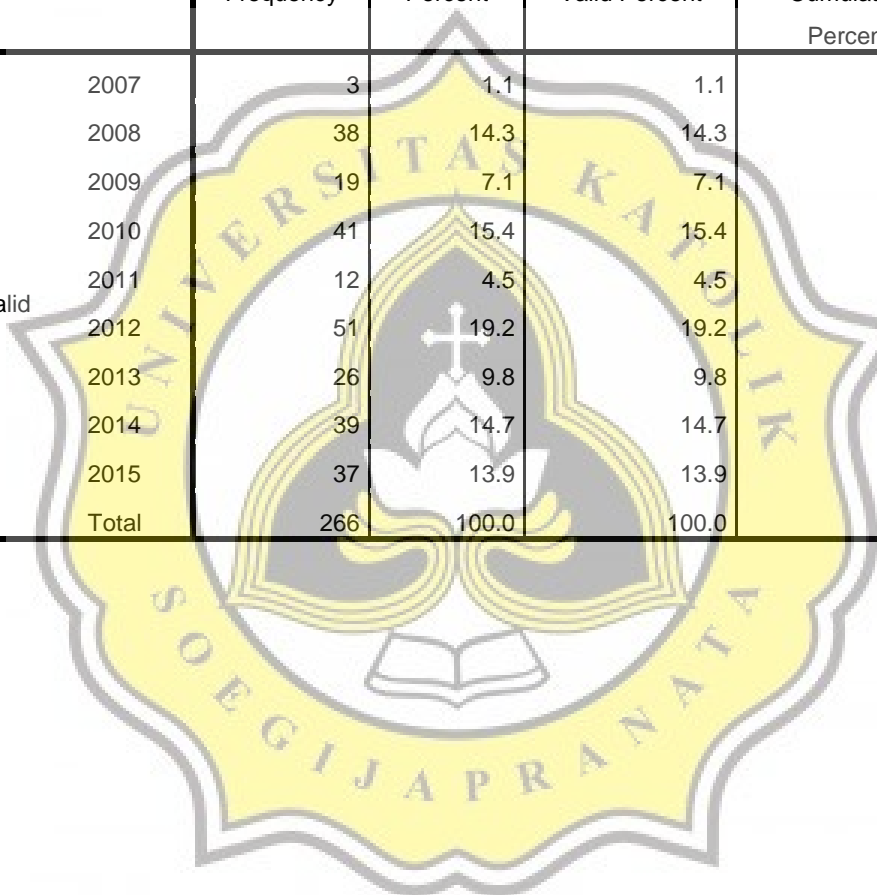 Frequency Percent Valid Percent
Percen
2007 3 1.1 1.1
2008 38 14.3 14.3
2009 19 7.1 7.1
2010 41 15.4 15.4
2011 12 4.5 4.5
alid
2012 51 19.2 19.2
2013 26 9.8 9.8
2014 39 14.7 14.7
2015 37 13.9 13.9
Total 266 100.0 100.0
UNIVERSITAS KATOLIK
SOEGIJAPRANATA